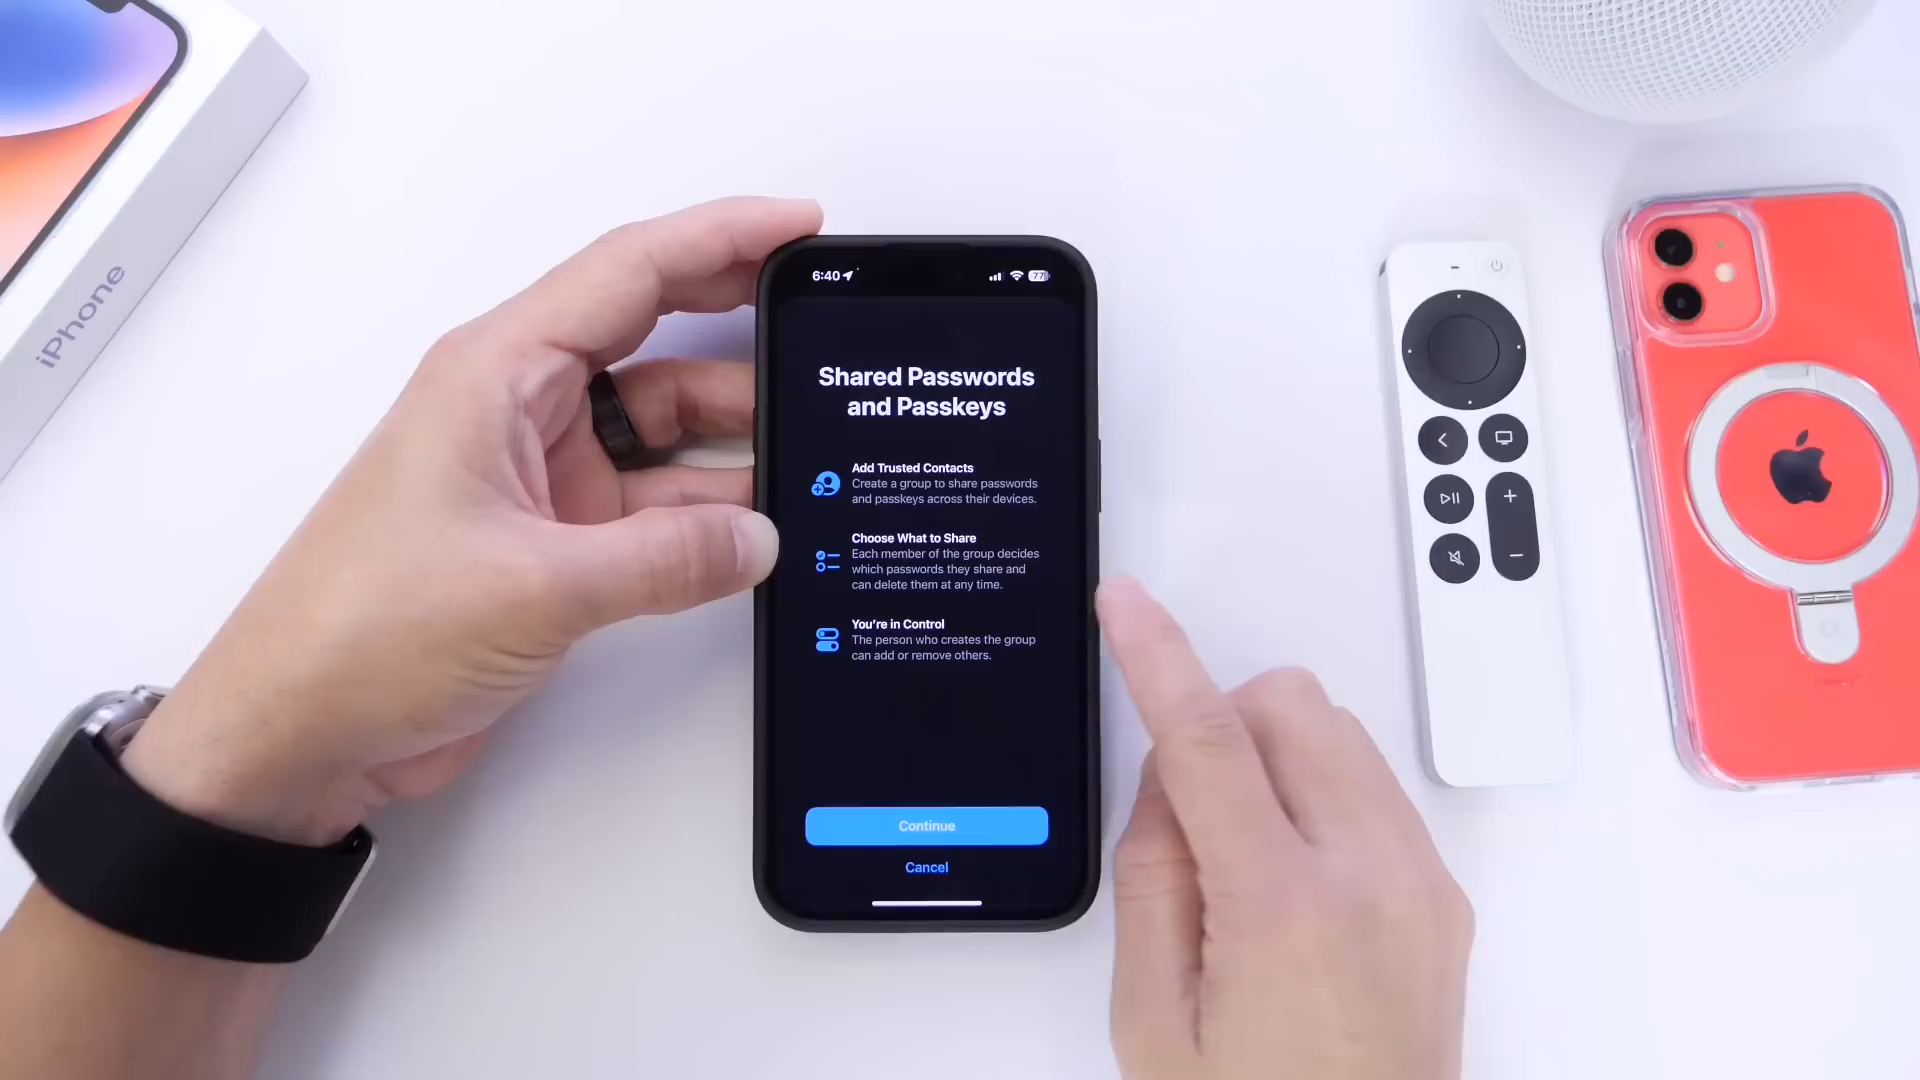 iPhone
6:40
77
Shared Passwords
and Passkeys
Add Trusted Contacts
Create a group to share passwords
and passkeys across their devices.
Choose What to Share
Each member of the group decides
which passwords they share and
can delete them at any time.
You're in Control
The person who creates the group
can add or remove others.
Continue
Cancel